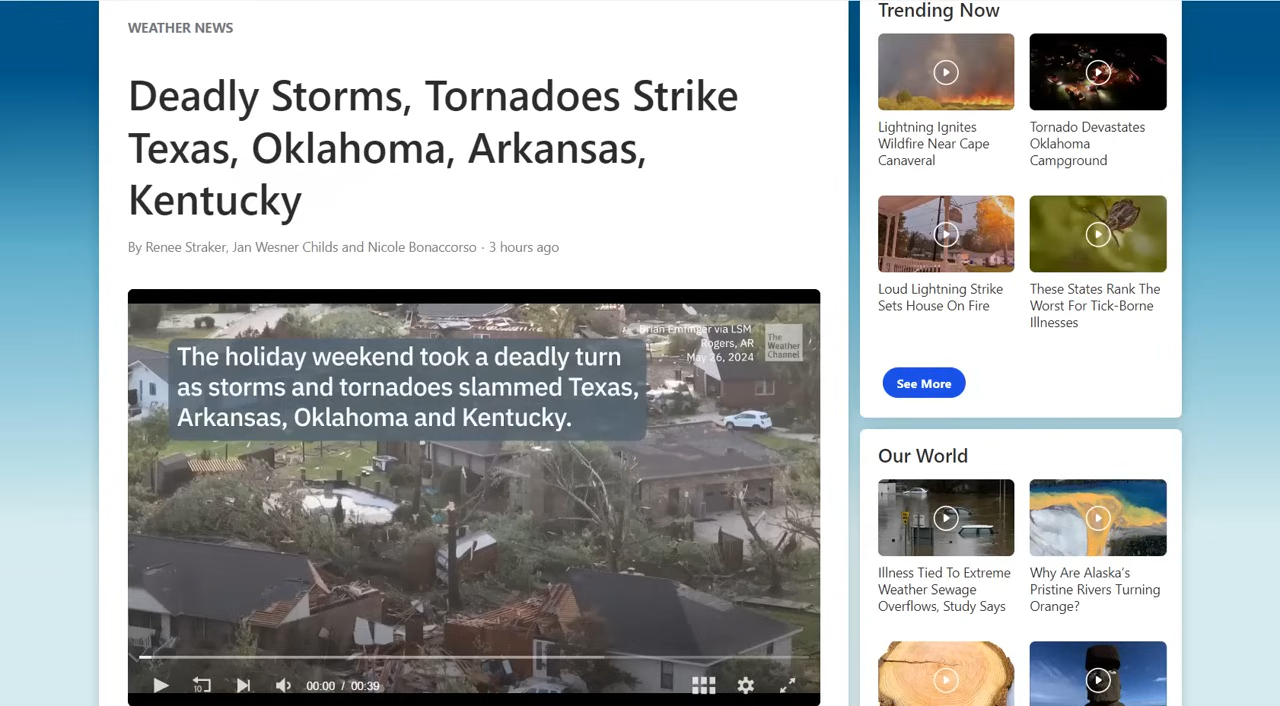 WEATHER NEWS
Deadly Storms, Tornadoes Strike
Texas, Oklahoma, Arkansas,
Kentucky
By Renee Straker, Jan Wesner Childs and Nicole Bonaccorso · 3 hours ago
The holiday weekend took a deadly turn
as storms and tornadoes slammed Texas,
Arkansas, Oklahoma and Kentucky.
Brian Emfinger via LSM
Rogers, AR
May 26, 2024
The
Weather
Channel
10
00:00 / 00:39
Trending Now
Lightning Ignites
Wildfire Near Cape
Canaveral
Tornado Devastates
Oklahoma
Campground
Loud Lightning Strike
Sets House On Fire
These States Rank The
Worst For Tick-Borne
Illnesses
See More
Our World
Illness Tied To Extreme
Weather Sewage
Overflows, Study Says
Why Are Alaska’s
Pristine Rivers Turning
Orange?